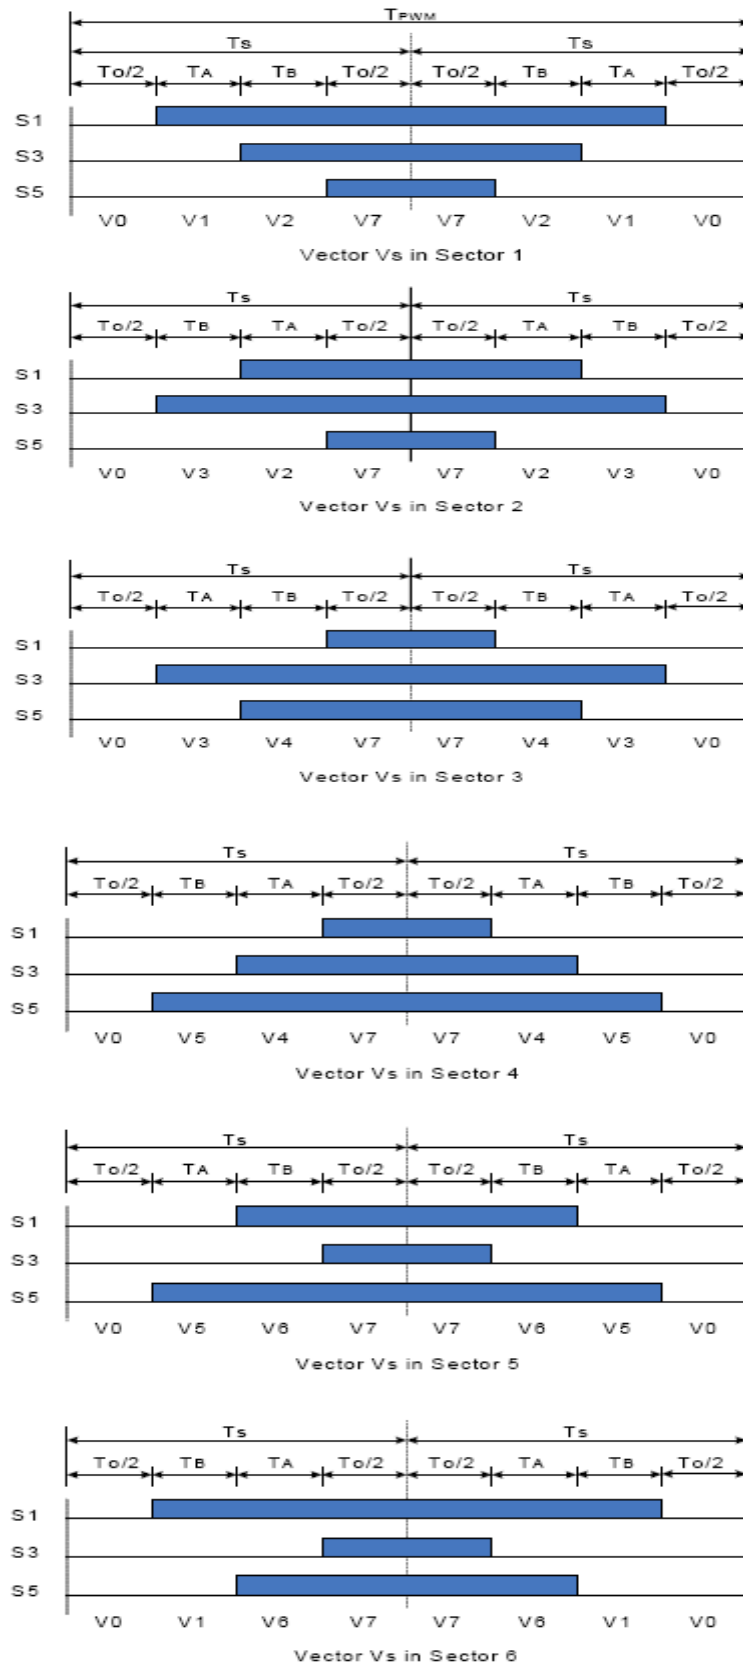 TPWM
Ts Ts
To/2 TA TB To/2 To/2 TB TA To/2
S1
S3
S5
V0 V1 V2 V7 V7 V2 V1 V0
Vector Vs in Sector 1
Ts Ts
To/2 TB TA To/2 To/2 TA TB To/2
S1
S3
S5
V0 V3 V2 V7 V7 V2 V3 V0
Vector Vs in Sector 2
Ts Ts
To/2 TA TB To/2 To/2 TB TA To/2
S1
S3
S5
V0 V3 V4 V7 V7 V4 V3 V0
Vector Vs in Sector 3
Ts Ts
To/2 TB TA To/2 To/2 TA TB To/2
S1
S3
S5
V0 V5 V4 V7 V7 V4 V5 V0
Vector Vs in Sector 4
Ts Ts
To/2 TA TB To/2 To/2 TB TA To/2
S1
S3
S5
V0 V5 V6 V7 V7 V6 V5 V0
Vector Vs in Sector 5
Ts Ts
To/2 TB TA To/2 To/2 TA TB To/2
S1
S3
S5
V0 V1 V6 V7 V7 V6 V1 V0
Vector Vs in Sector 6